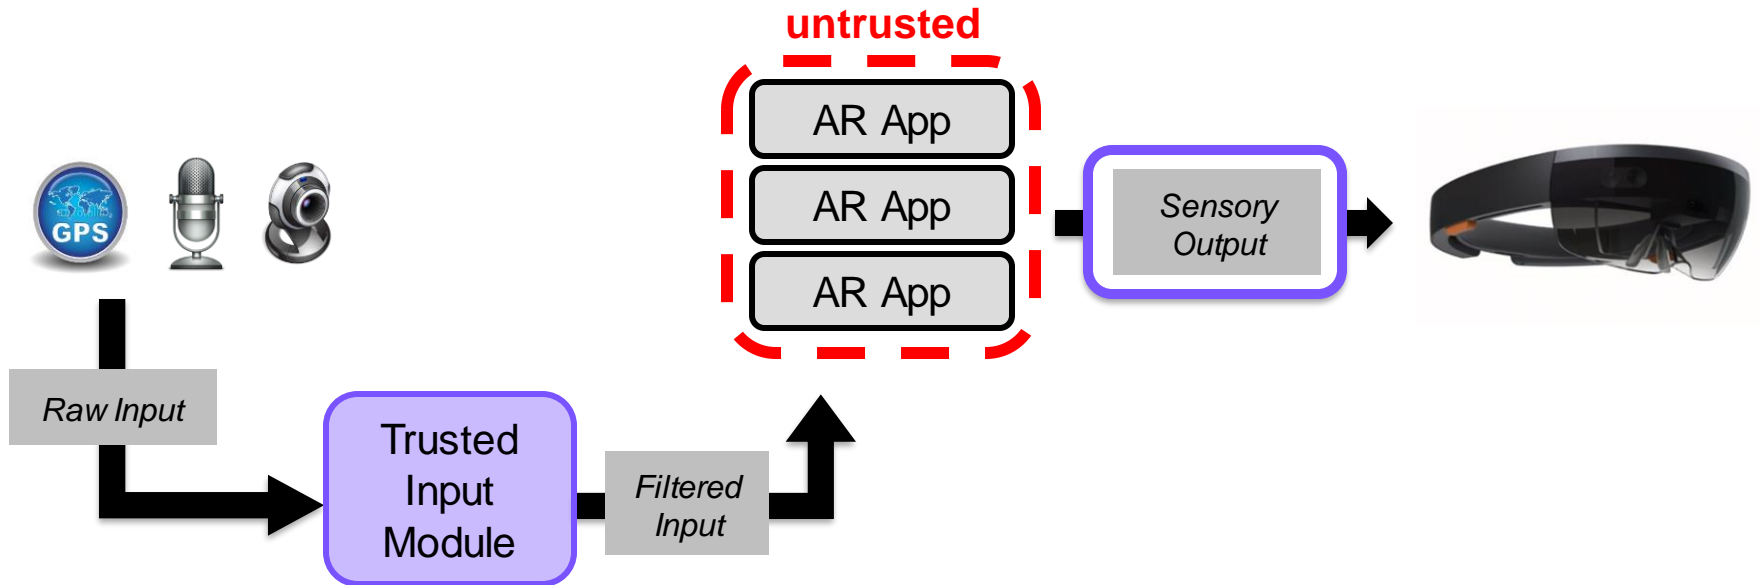 untrusted
AR App
AR App
AR App
GPS
Sensory
Output
Raw Input
Trusted
Input
Module
Filtered
Input